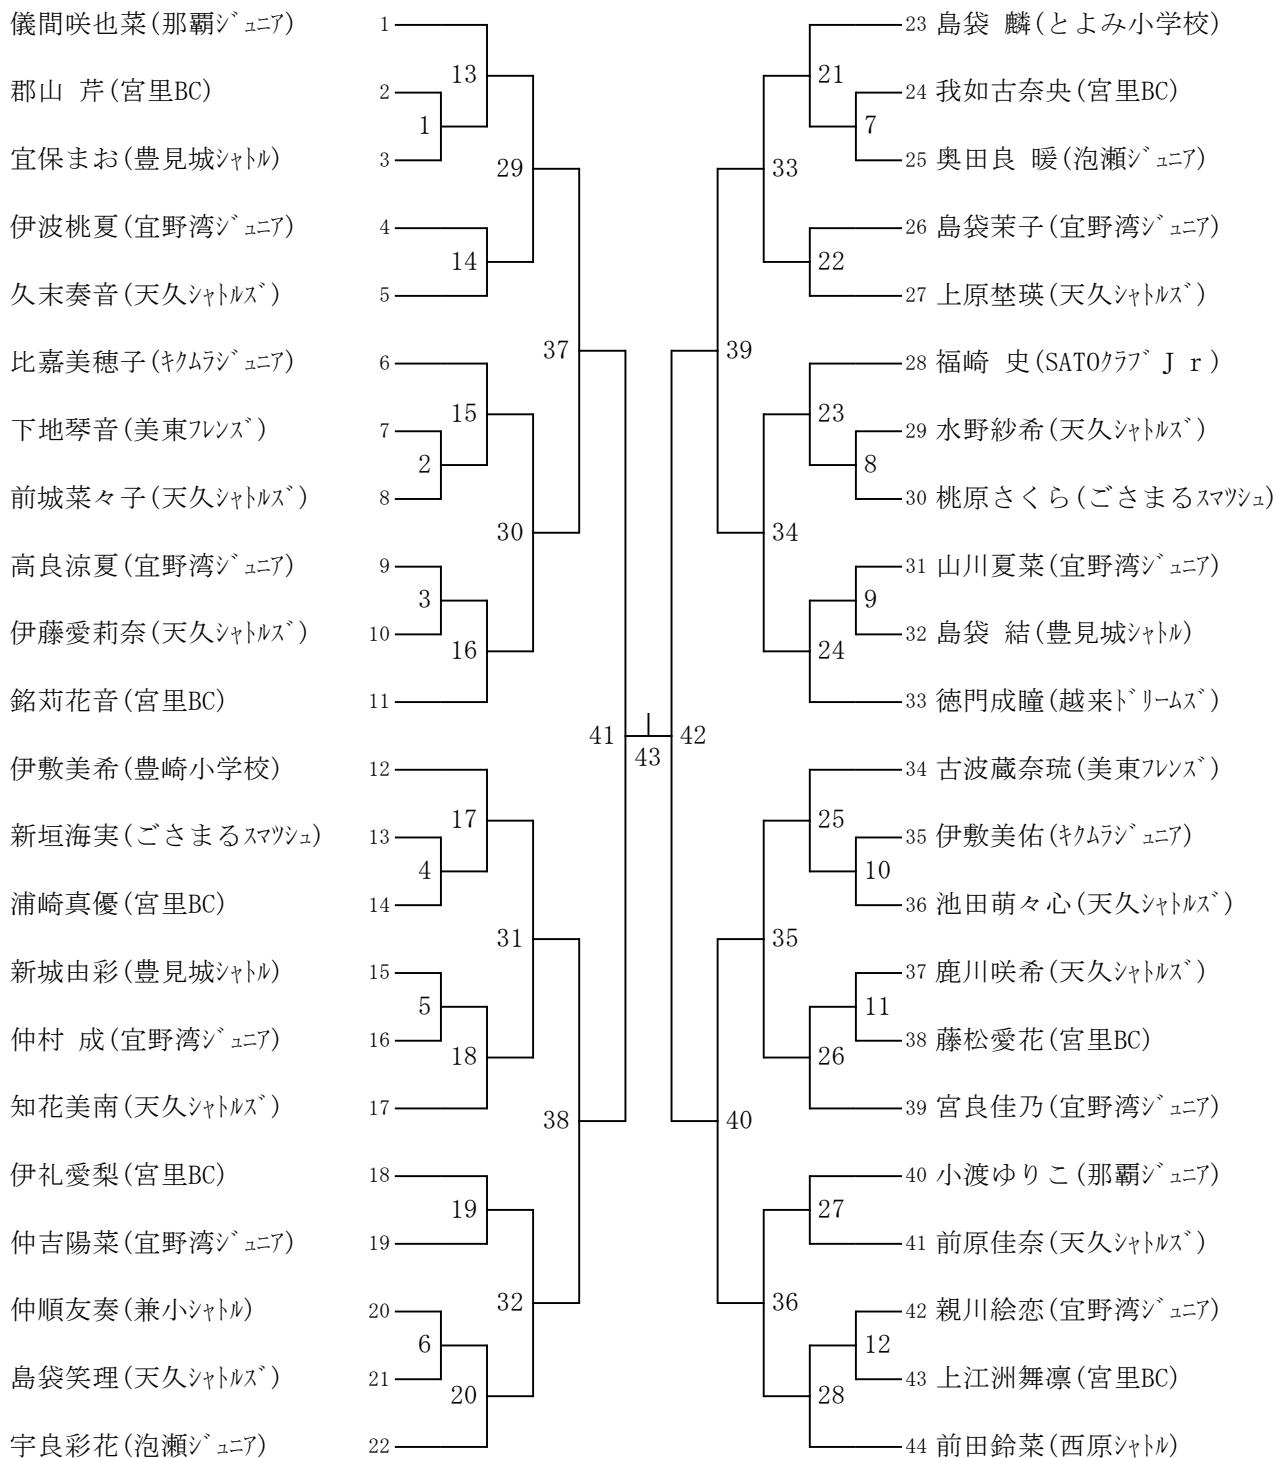 儀間咲也菜(那覇ｼﾞｭﾆｱ) 1
郡山 芹(宮里BC) 2
宜保まお(豊見城ｼｬﾄﾙ) 3
伊波桃夏(宜野湾ｼﾞｭﾆｱ) 4
久末奏音(天久ｼｬﾄﾙｽﾞ) 5
比嘉美穂子(ｷｸﾑﾗｼﾞｭﾆｱ) 6
下地琴音(美東ﾌﾚﾝｽﾞ) 7
前城菜々子(天久ｼｬﾄﾙｽﾞ) 8
高良涼夏(宜野湾ｼﾞｭﾆｱ) 9
伊藤愛莉奈(天久ｼｬﾄﾙｽﾞ) 10
銘苅花音(宮里BC) 11
伊敷美希(豊崎小学校) 12
新垣海実(ごさまるｽﾏﾂｼｭ) 13
浦崎真優(宮里BC) 14
新城由彩(豊見城ｼｬﾄﾙ) 15
仲村 成(宜野湾ｼﾞｭﾆｱ) 16
知花美南(天久ｼｬﾄﾙｽﾞ) 17
伊礼愛梨(宮里BC) 18
仲吉陽菜(宜野湾ｼﾞｭﾆｱ) 19
仲順友奏(兼小ｼｬﾄﾙ) 20
島袋笑理(天久ｼｬﾄﾙｽﾞ) 21
宇良彩花(泡瀬ｼﾞｭﾆｱ) 22
1
2
3
4
5
6
13
14
15
16
17
18
19
20
29
30
31
32
37
38
41
43
42
39
40
33
34
35
36
21
22
23
24
25
26
27
28
7
8
9
10
11
12
23 島袋 麟(とよみ小学校)
24 我如古奈央(宮里BC)
25 奥田良 暖(泡瀬ｼﾞｭﾆｱ)
26 島袋茉子(宜野湾ｼﾞｭﾆｱ)
27 上原埜瑛(天久ｼｬﾄﾙｽﾞ)
28 福崎 史(SATOｸﾗﾌﾞＪｒ)
29 水野紗希(天久ｼｬﾄﾙｽﾞ)
30 桃原さくら(ごさまるｽﾏﾂｼｭ)
31 山川夏菜(宜野湾ｼﾞｭﾆｱ)
32 島袋 結(豊見城ｼｬﾄﾙ)
33 徳門成瞳(越来ﾄﾞﾘｰﾑｽﾞ)
34 古波蔵奈琉(美東ﾌﾚﾝｽﾞ)
35 伊敷美佑(ｷｸﾑﾗｼﾞｭﾆｱ)
36 池田萌々心(天久ｼｬﾄﾙｽﾞ)
37 鹿川咲希(天久ｼｬﾄﾙｽﾞ)
38 藤松愛花(宮里BC)
39 宮良佳乃(宜野湾ｼﾞｭﾆｱ)
40 小渡ゆりこ(那覇ｼﾞｭﾆｱ)
41 前原佳奈(天久ｼｬﾄﾙｽﾞ)
42 親川絵恋(宜野湾ｼﾞｭﾆｱ)
43 上江洲舞凛(宮里BC)
44 前田鈴菜(西原ｼｬﾄﾙ)